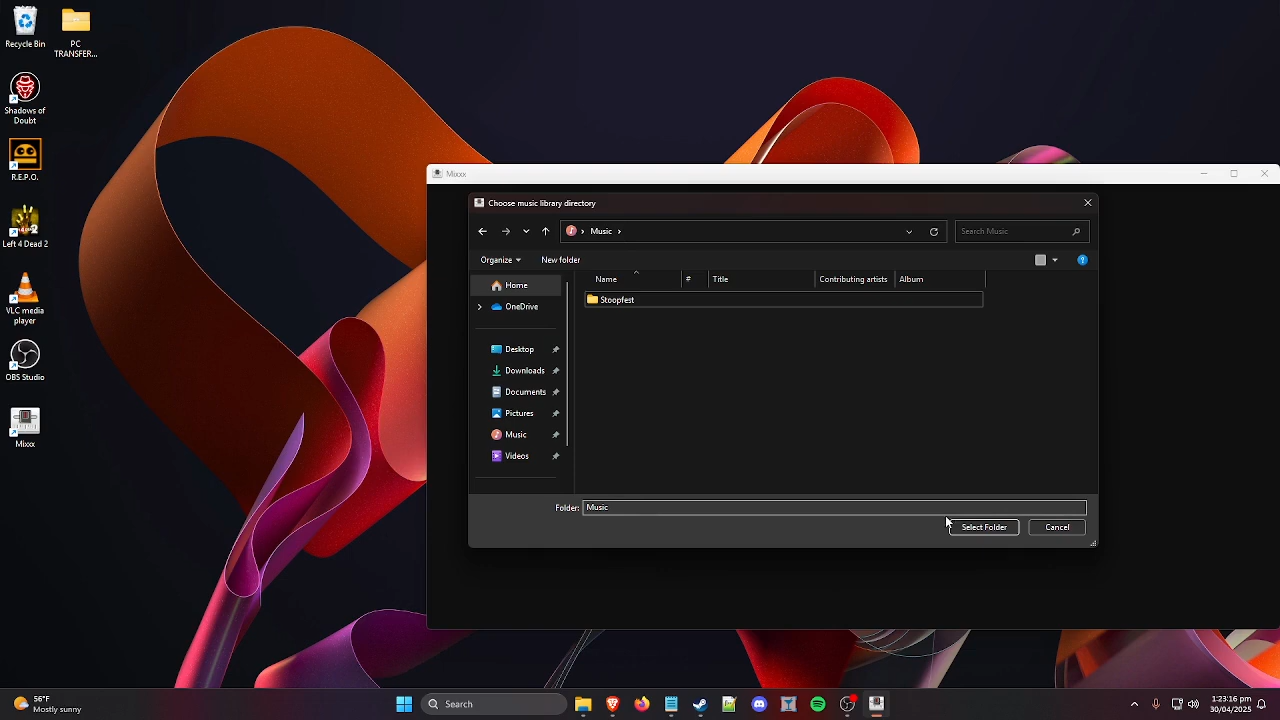 Recycle Bin
PC
TRANSFER...
Shadows of
Doubt
R.E.P.O.
Left 4 Dead 2
VLC media
player
OBS Studio
Mixxx
Mixxx
Choose music library directory
Music
Search Music
Organize
New folder
Name
#
Title
Contributing artists
Album
Home
OneDrive
Stoopfest
Desktop
Downloads
Documents
Pictures
Music
Videos
Folder: Music
Select Folder
Cancel
56°F
Mostly sunny
Search
1:23:16 pm
30/04/2025